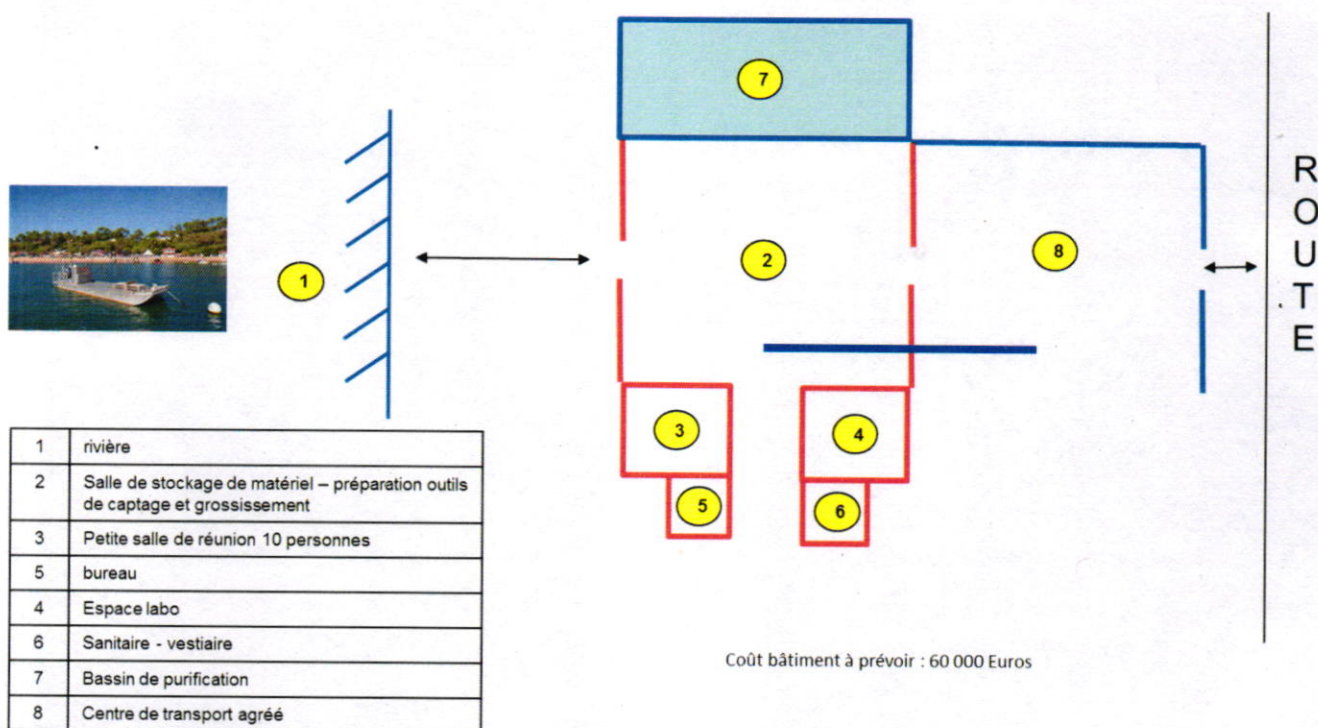 7
2
8
1
3
4
5
6
ROUTE
1 rivière
2 Salle de stockage de matériel – préparation outils
de captage et grossissement
3 Petite salle de réunion 10 personnes
5 bureau
4 Espace labo
6 Sanitaire - vestiaire
7 Bassin de purification
8 Centre de transport agréé
Coût bâtiment à prévoir : 60 000 Euros